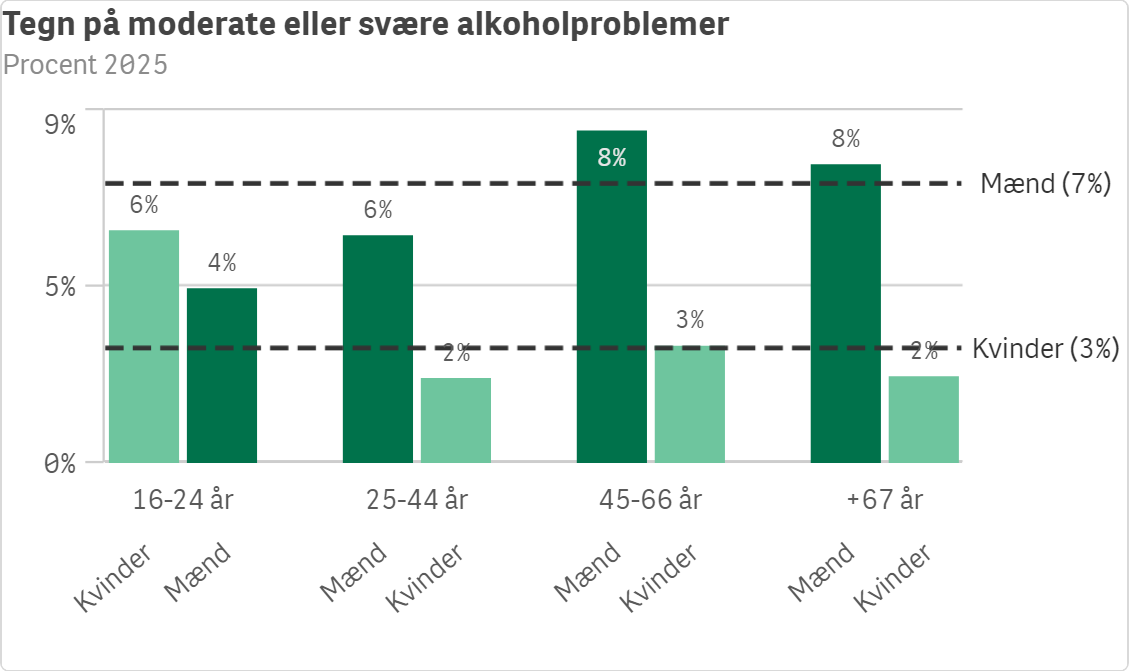 Tegn på moderate eller svære alkoholproblemer
Procent 2025
9%
5%
0%
6%
4%
6%
2%
8%
3%
8%
2%
Mænd (7%)
Kvinder (3%)
16-24 år
25-44 år
45-66 år
+67 år
Kvinder
Mænd
Mænd
Kvinder
Mænd
Kvinder
Mænd
Kvinder